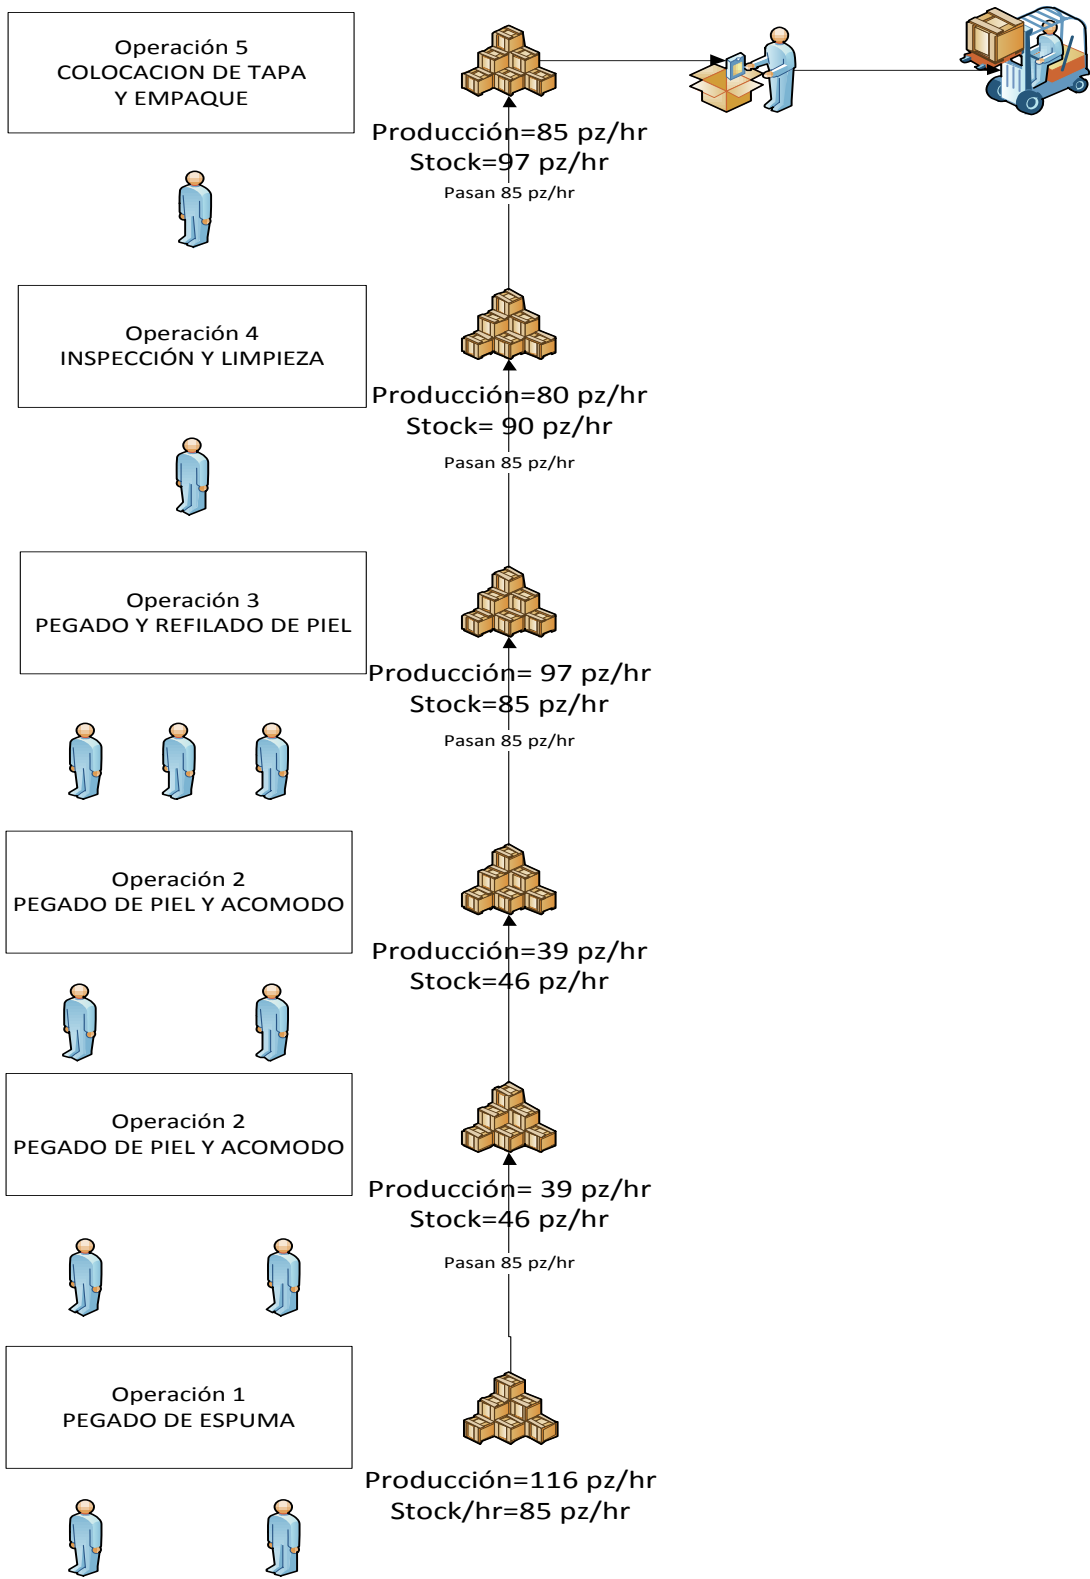 Operación 5
COLOCACION DE TAPA
Y EMPAQUE
Producción=85 pz/hr
Stock=97 pz/hr
Pasan 85 pz/hr
Operación 4
INSPECCIÓN Y LIMPIEZA
Producción=80 pz/hr
Stock= 90 pz/hr
Pasan 85 pz/hr
Operación 3
PEGADO Y REFILADO DE PIEL
Producción= 97 pz/hr
Stock=85 pz/hr
Pasan 85 pz/hr
Operación 2
PEGADO DE PIEL Y ACOMODO
Producción=39 pz/hr
Stock=46 pz/hr
Operación 2
PEGADO DE PIEL Y ACOMODO
Producción= 39 pz/hr
Stock=46 pz/hr
Pasan 85 pz/hr
Operación 1
PEGADO DE ESPUMA
Producción=116 pz/hr
Stock/hr=85 pz/hr